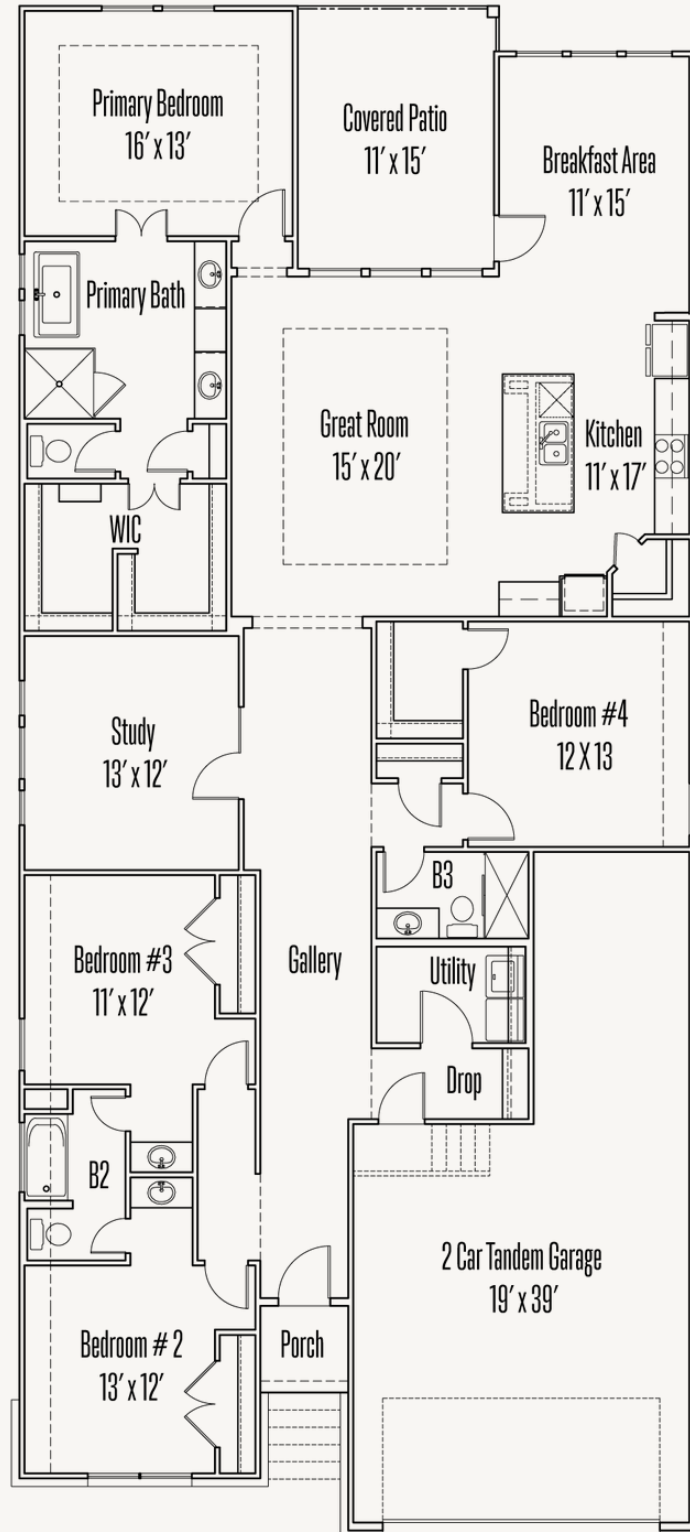 Primary Bedroom
16' x 13'
Covered Patio
11' x 15'
Breakfast Area
11' x 15'
Primary Bath
Great Room
15' x 20'
Kitchen
11' x 17'
WIC
Study
13' x 12'
Bedroom #4
12 X 13
B3
Bedroom #3
11' x 12'
Gallery
Utility
Drop
B2
2 Car Tandem Garage
19' x 39'
Bedroom # 2
13' x 12'
Porch